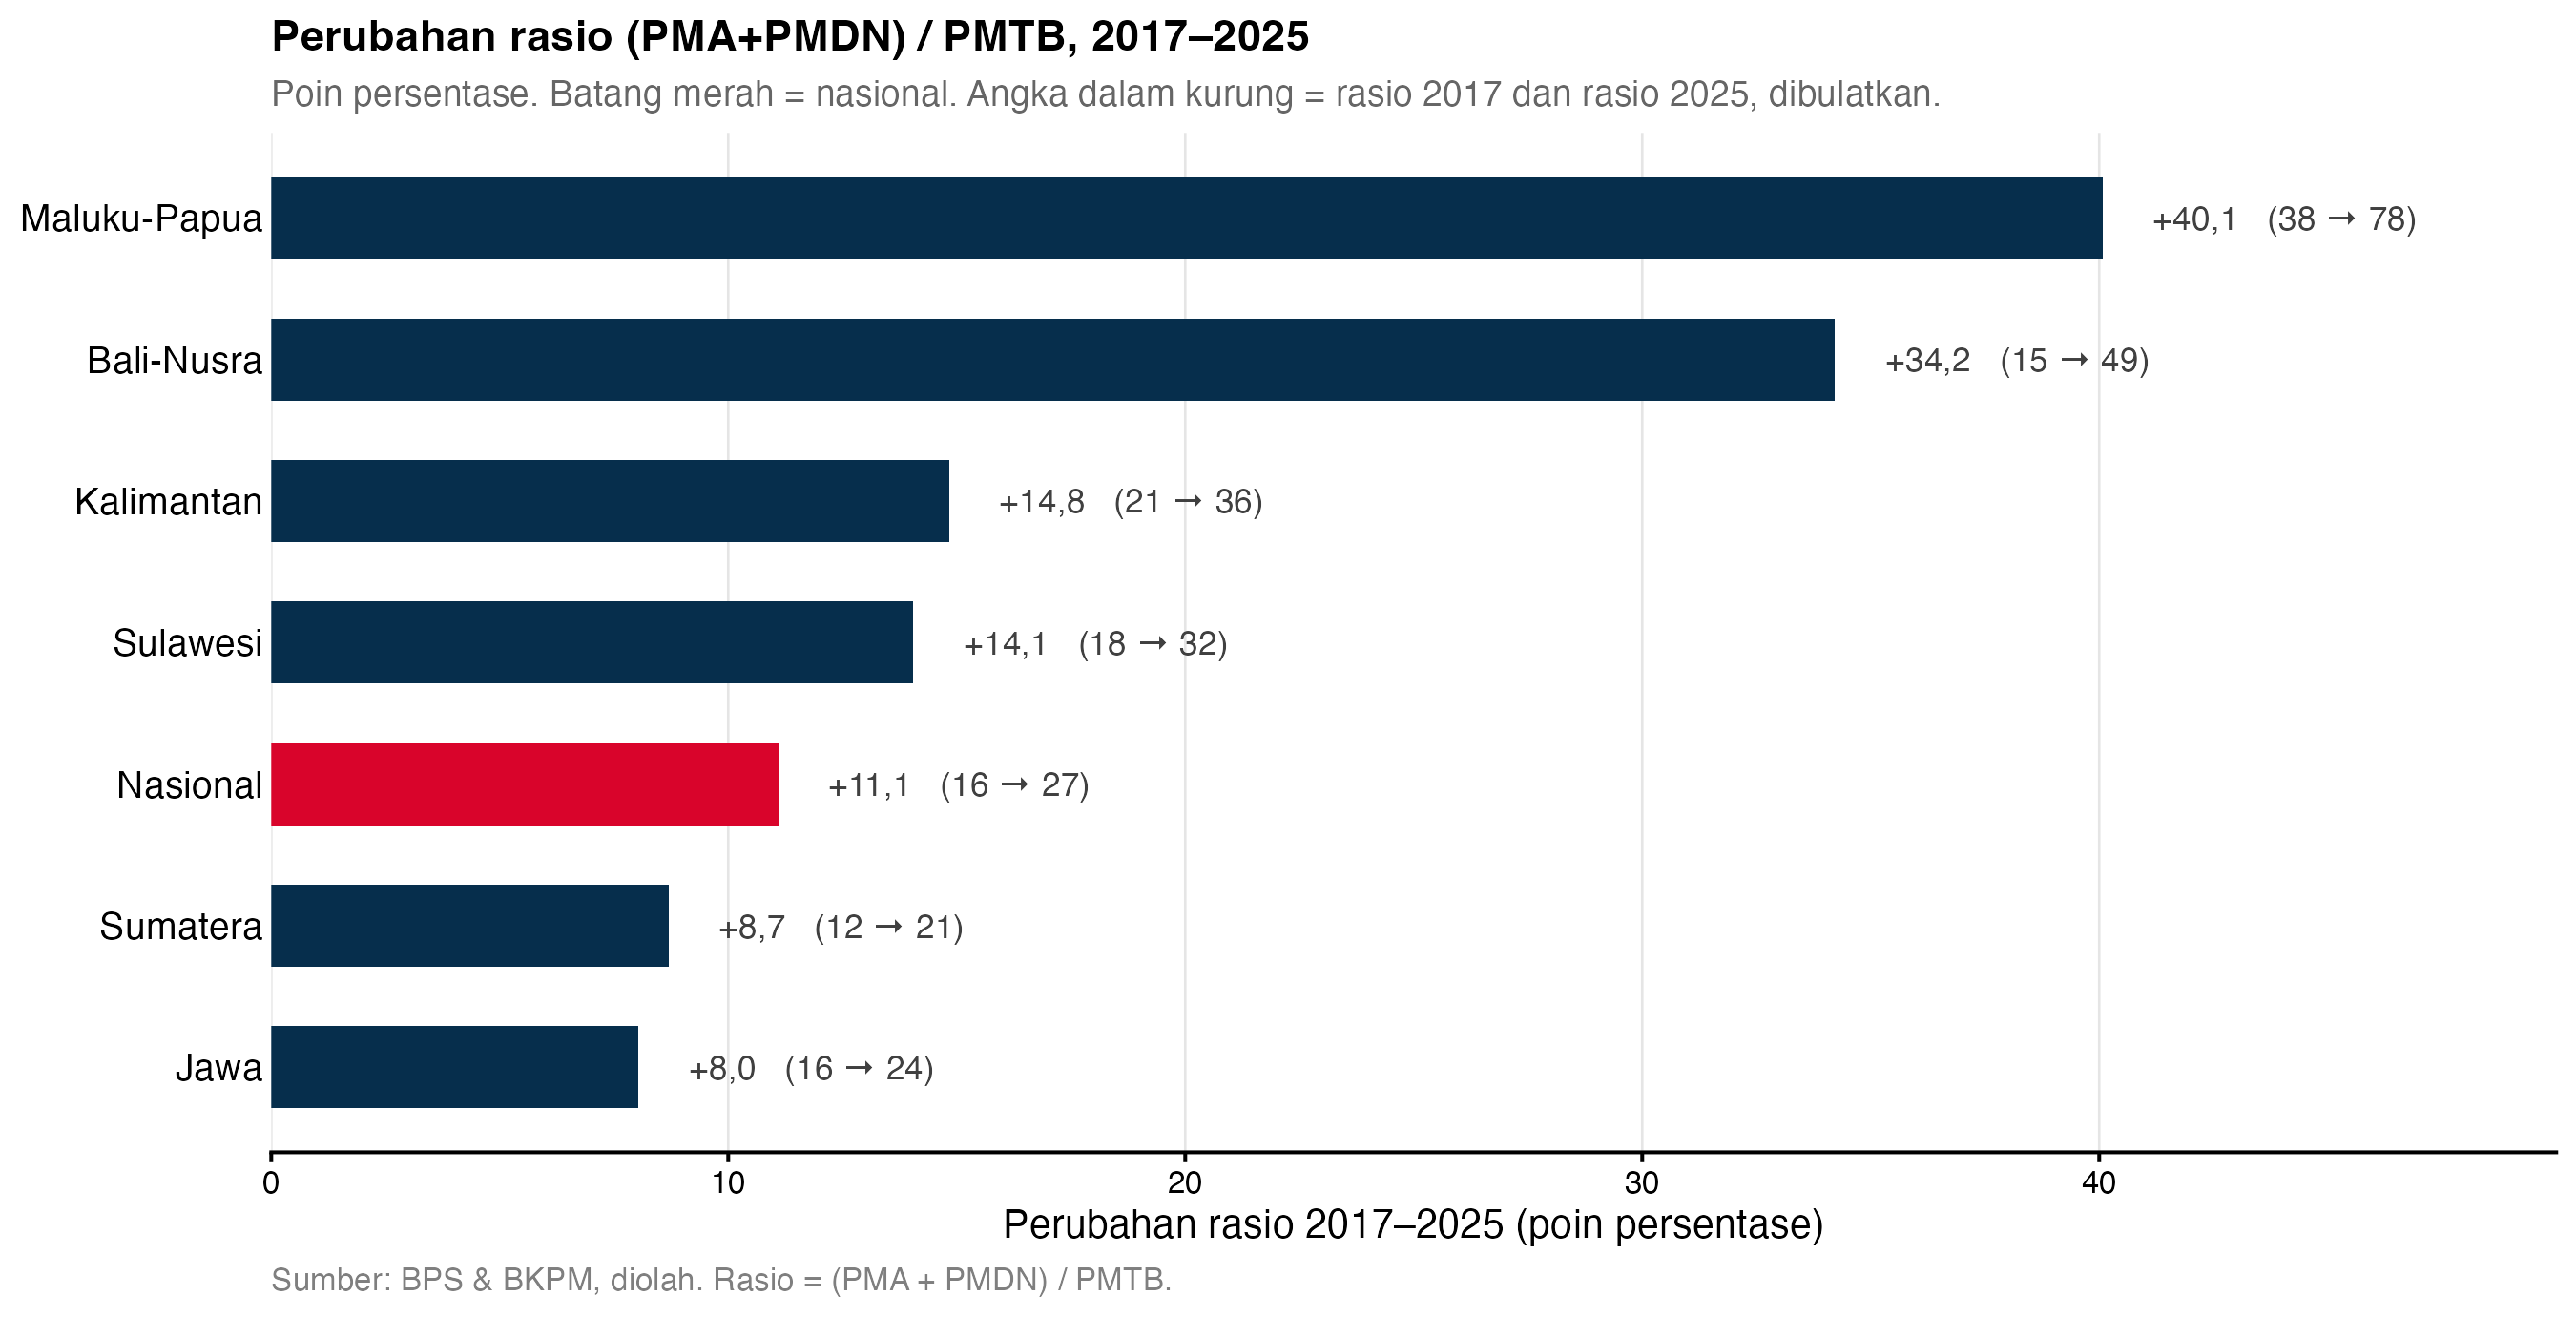 Perubahan rasio (PMA+PMDN) / PMTB, 2017–2025
Poin persentase. Batang merah = nasional. Angka dalam kurung = rasio 2017 dan rasio 2025, dibulatkan.
Maluku-Papua +40,1 (38 → 78)
Bali-Nusra +34,2 (15 → 49)
Kalimantan +14,8 (21 → 36)
Sulawesi +14,1 (18 → 32)
Nasional +11,1 (16 → 27)
Sumatera +8,7 (12 → 21)
Jawa +8,0 (16 → 24)
0 10 20 30 40
Perubahan rasio 2017–2025 (poin persentase)
Sumber: BPS & BKPM, diolah. Rasio = (PMA + PMDN) / PMTB.